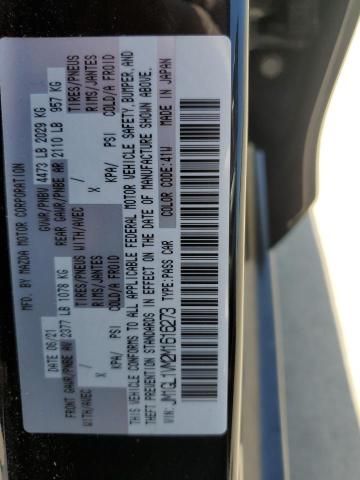 MFD. BY MAZDA MOTOR CORPORATION
DATE 06/21 GVWR/PNBV 4473 LB 2029 KG
FRONT GAWR/PNBE AV 2377 LB 1078 KG REAR GAWR/PNBE AR 2110 LB 957 KG
WITH/AVEC TIRES/PNEUS WITH/AVEC TIRES/PNEUS
RIMS/JANTES RIMS/JANTES
X KPA/ PSI COLD/A FROID X KPA/ PSI COLD/A FROID
THIS VEHICLE CONFORMS TO ALL APPLICABLE FEDERAL MOTOR VEHICLE SAFETY, BUMPER, AND
THEFT PREVENTION STANDARDS IN EFFECT ON THE DATE OF MANUFACTURE SHOWN ABOVE.
VIN: JM1GL1VM2M1616273 TYPE:PASS CAR COLOR CODE:41W MADE IN JAPAN